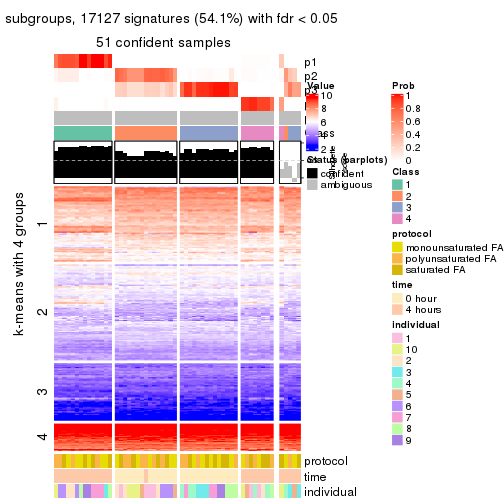 subgroups, 17127 signatures (54.1%) with fdr < 0.05
51 confident samples
p1
p2
p3
Value
10
8
6
4
2
Status (barplots)
confident
ambiguous
k-means with 4 groups
1
2
3
4
protocol
time
individual
Prob
1
0.8
0.6
0.4
0.2
0
Class
1
2
3
4
protocol
monounsaturated FA
polyunsaturated FA
saturated FA
time
0 hour
4 hours
individual
1
10
2
3
4
5
6
7
8
9